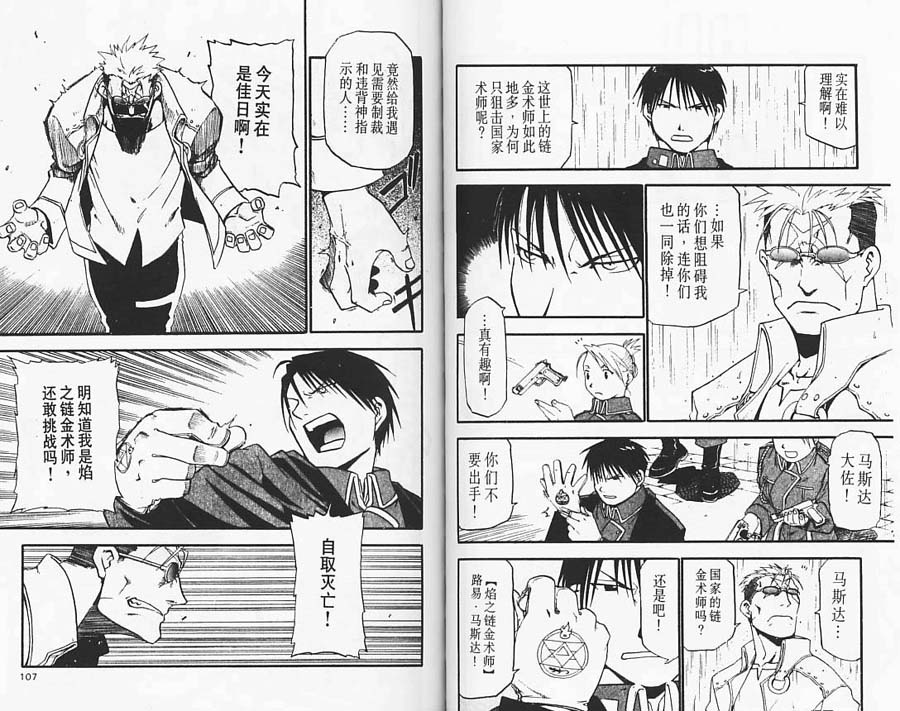 实在难以
理解啊！
这世上的链
金术师如此
地多，为何
只狙击国家
术师呢？
…如果
你们想阻碍我
的话，连你们
也一同除掉！
…真有
趣啊！
马斯达
大佐！
你们不
要出手！
马斯达…
国家的链
金术师吗？
还是吧！
【焰之链金术师
路易·马斯达！】
竟然给我遇
见需要制裁
和违背神指
示的人……
今天实在
是佳日啊！
明知道我是焰
之链金术师，
还敢挑战吗！
自取灭亡！
107